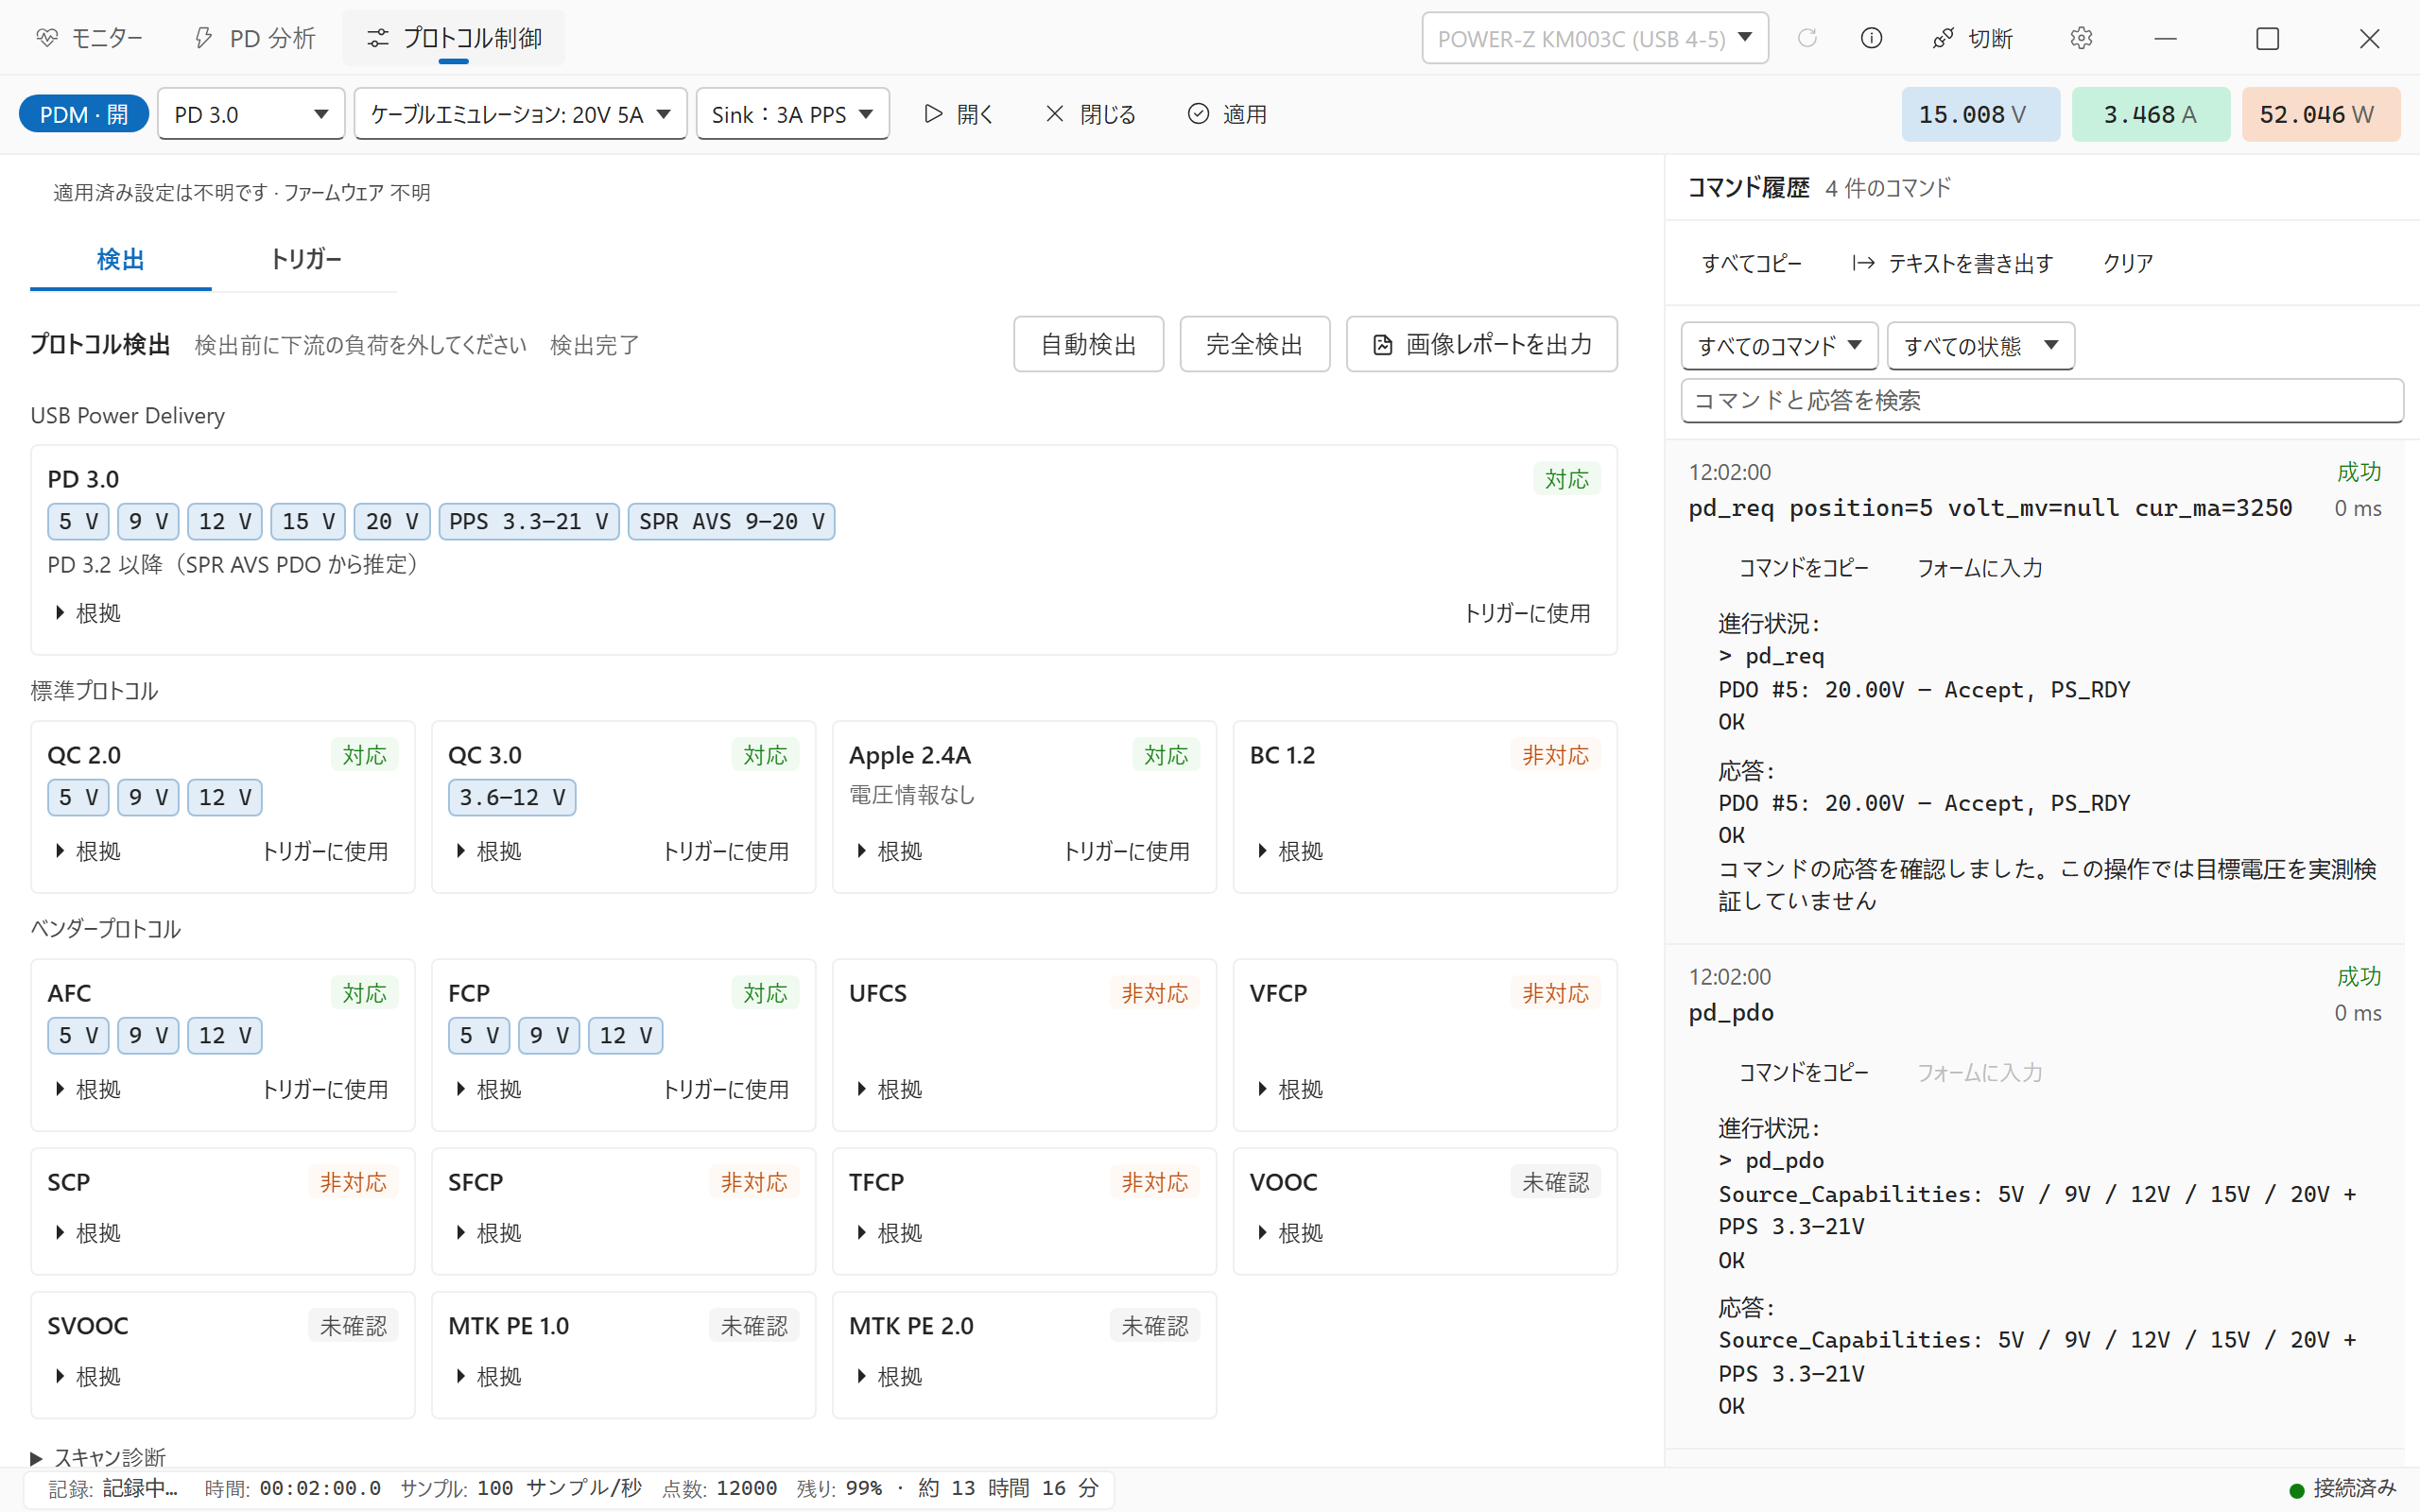 モニター
PD 分析
プロトコル制御
POWER-Z KM003C (USB 4-5)
切断
PDM · 開
PD 3.0
ケーブルエミュレーション: 20V 5A
Sink：3A PPS
開く
閉じる
適用
15.008 V
3.468 A
52.046 W
適用済み設定は不明です · ファームウェア 不明
検出
トリガー
プロトコル検出 検出前に下流の負荷を外してください 検出完了
自動検出
完全検出
画像レポートを出力
USB Power Delivery
PD 3.0 対応
5 V 9 V 12 V 15 V 20 V PPS 3.3–21 V SPR AVS 9–20 V
PD 3.2 以降（SPR AVS PDO から推定）
根拠 トリガーに使用
標準プロトコル
QC 2.0 対応
5 V 9 V 12 V
根拠 トリガーに使用
QC 3.0 対応
3.6–12 V
根拠 トリガーに使用
Apple 2.4A 対応
電圧情報なし
根拠 トリガーに使用
BC 1.2 非対応
根拠
ベンダープロトコル
AFC 対応
5 V 9 V 12 V
根拠 トリガーに使用
FCP 対応
5 V 9 V 12 V
根拠 トリガーに使用
UFCS 非対応
根拠
VFCP 非対応
根拠
SCP 非対応
根拠
SFCP 非対応
根拠
TFCP 非対応
根拠
VOOC 未確認
根拠
SVOOC 未確認
根拠
MTK PE 1.0 未確認
根拠
MTK PE 2.0 未確認
根拠
スキャン診断
コマンド履歴 4 件のコマンド
すべてコピー
テキストを書き出す
クリア
すべてのコマンド
すべての状態
コマンドと応答を検索
12:02:00 成功
pd_req position=5 volt_mv=null cur_ma=3250 0 ms
コマンドをコピー フォームに入力
進行状況:
> pd_req
PDO #5: 20.00V — Accept, PS_RDY
OK
応答:
PDO #5: 20.00V — Accept, PS_RDY
OK
コマンドの応答を確認しました。この操作では目標電圧を実測検
証していません
12:02:00 成功
pd_pdo 0 ms
コマンドをコピー フォームに入力
進行状況:
> pd_pdo
Source_Capabilities: 5V / 9V / 12V / 15V / 20V +
PPS 3.3–21V
OK
応答:
Source_Capabilities: 5V / 9V / 12V / 15V / 20V +
PPS 3.3–21V
OK
記録: 記録中… 時間: 00:02:00.0 サンプル: 100 サンプル/秒 点数: 12000 残り: 99% · 約 13 時間 16 分
接続済み